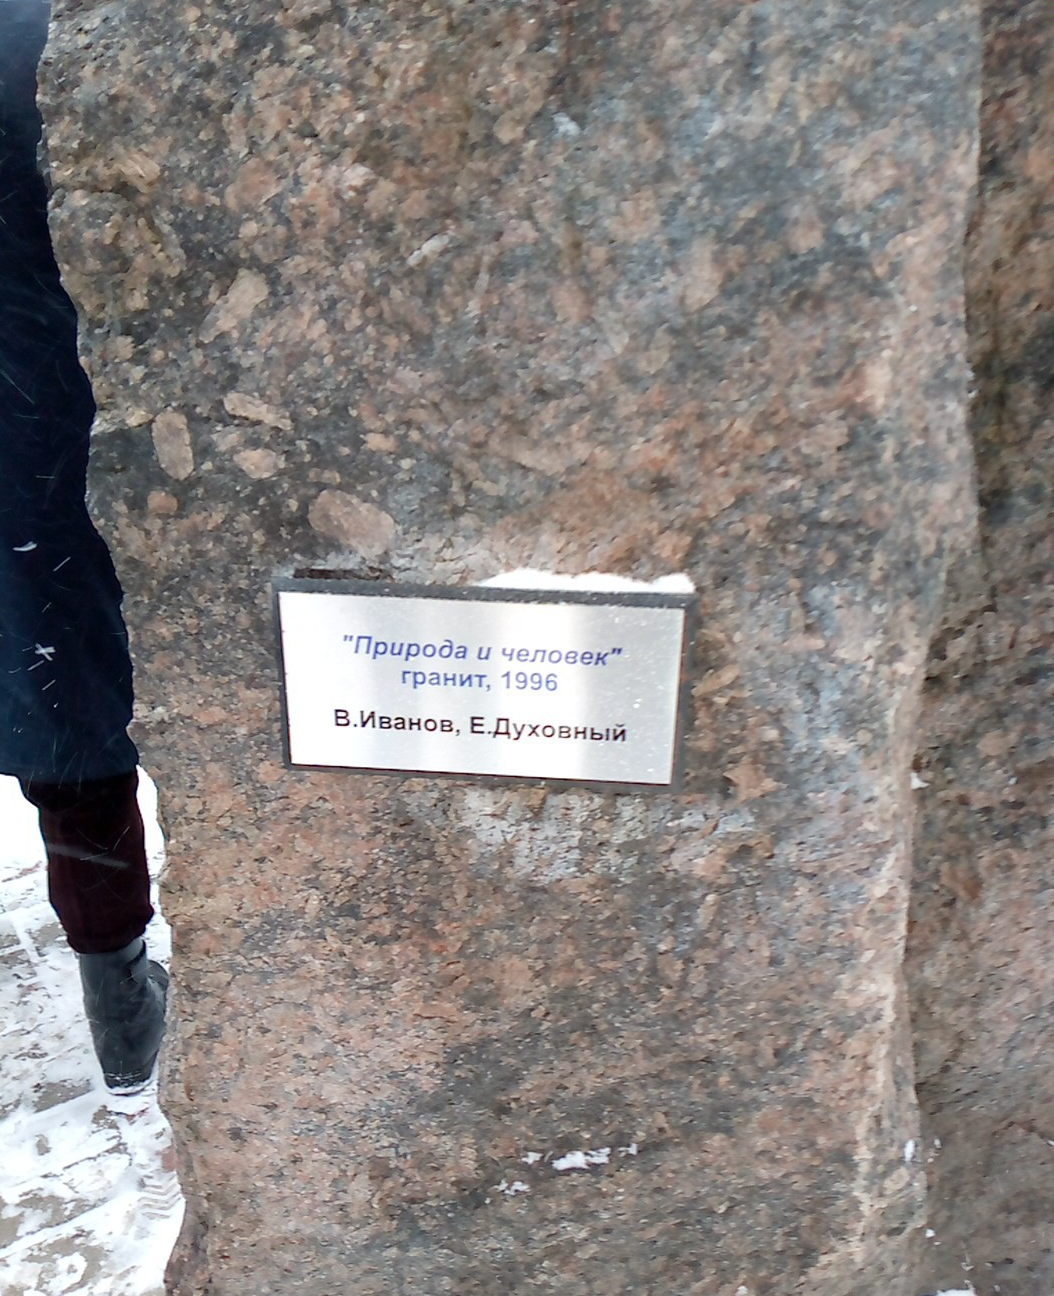 "Природа и человек"
гранит, 1996
В.Иванов, Е.Духовный